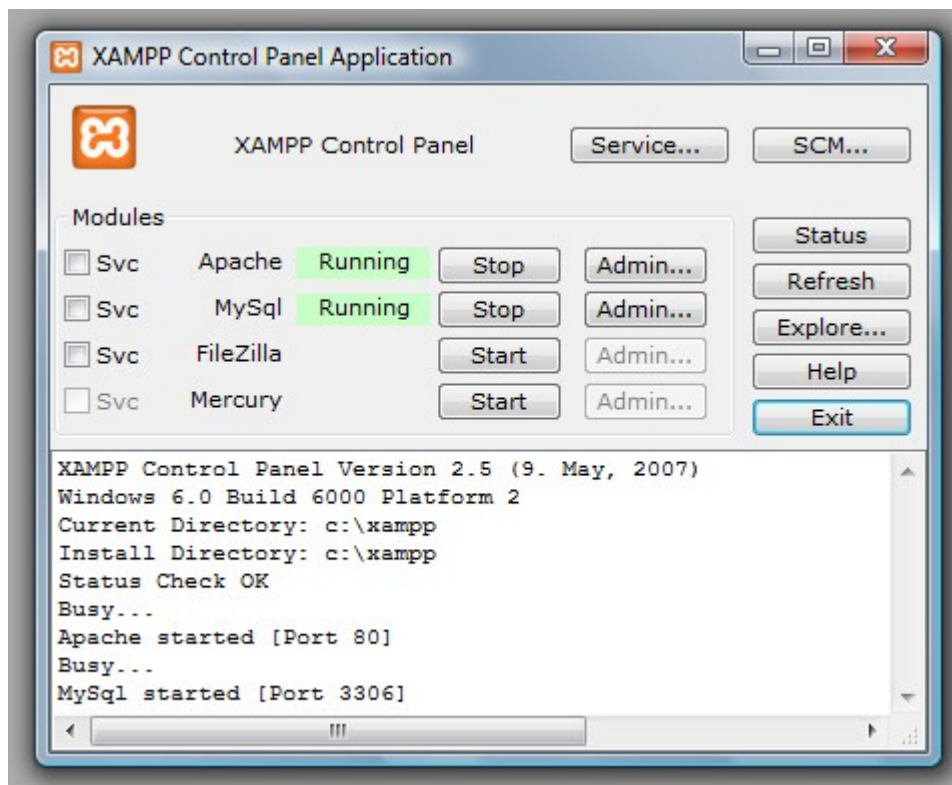 XAMPP Control Panel Application
XAMPP Control Panel Service... SCM...
Modules
Status
Svc Apache Running Stop Admin...
Refresh
Svc MySql Running Stop Admin...
Explore...
Svc FileZilla Start Admin...
Help
Svc Mercury Start Admin...
Exit
XAMPP Control Panel Version 2.5 (9. May, 2007)
Windows 6.0 Build 6000 Platform 2
Current Directory: c:\xampp
Install Directory: c:\xampp
Status Check OK
Busy...
Apache started [Port 80]
Busy...
MySql started [Port 3306]